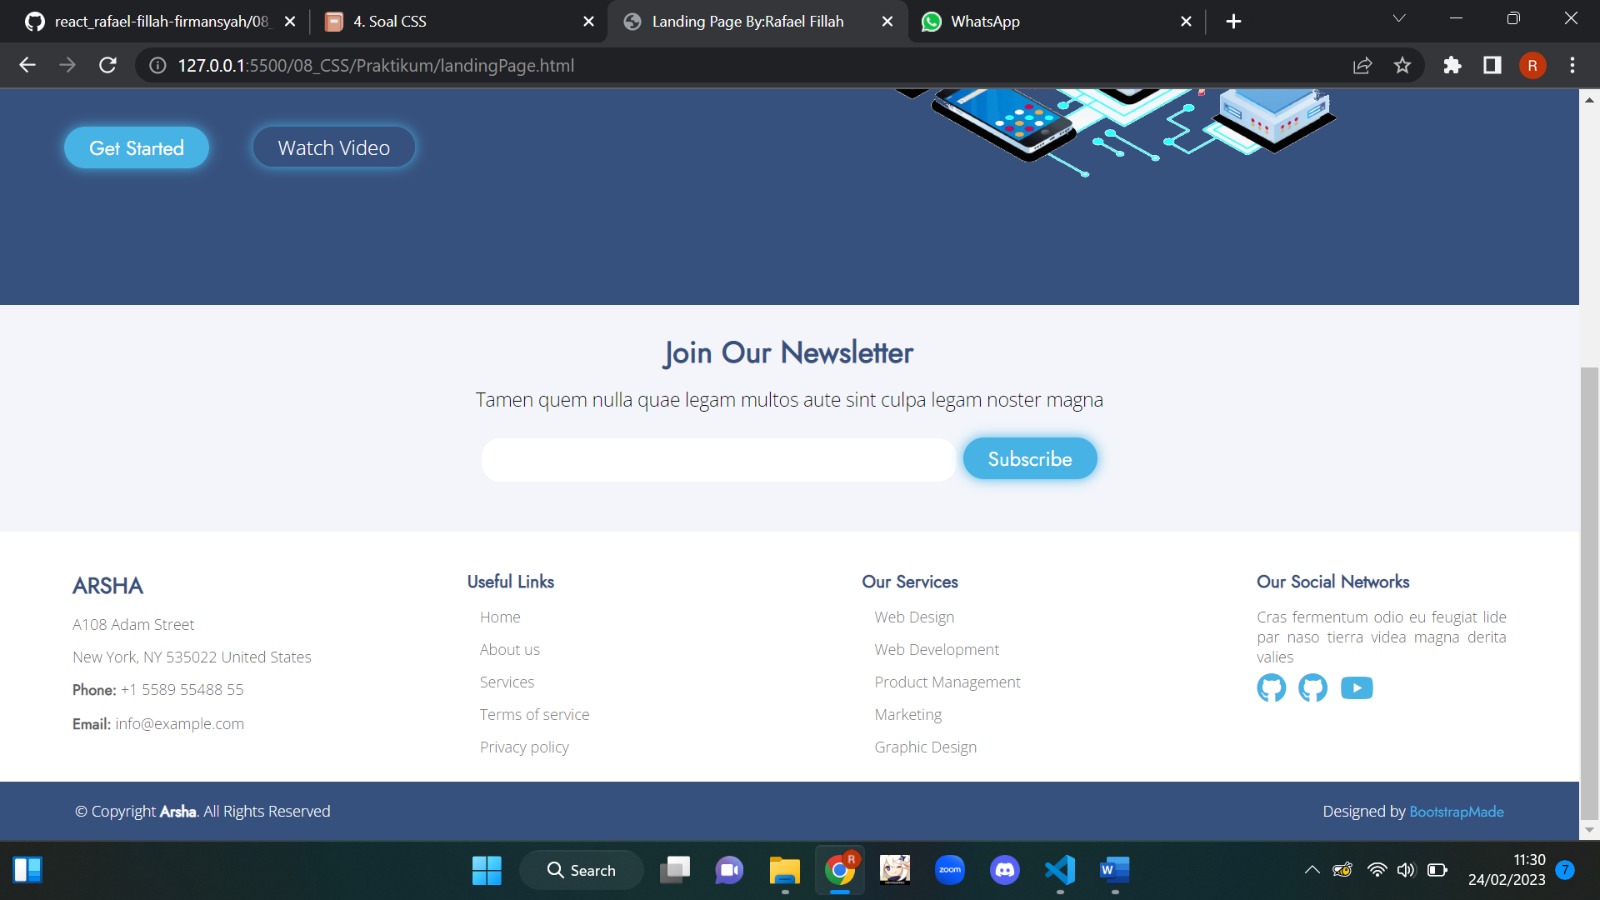 react_rafael-fillah-firmansyah/08_
4. Soal CSS
Landing Page By:Rafael Fillah
WhatsApp
127.0.0.1:5500/08_CSS/Praktikum/landingPage.html
R
Get Started
Watch Video
Join Our Newsletter
Tamen quem nulla quae legam multos aute sint culpa legam noster magna
Subscribe
ARSHA
A108 Adam Street
New York, NY 535022 United States
Phone: +1 5589 55488 55
Email: info@example.com
Useful Links
Home
About us
Services
Terms of service
Privacy policy
Our Services
Web Design
Web Development
Product Management
Marketing
Graphic Design
Our Social Networks
Cras fermentum odio eu feugiat lide
par naso tierra videa magna derita
valies
© Copyright Arsha. All Rights Reserved
Designed by BootstrapMade
Search
R
zoom
W
11:30
24/02/2023
7